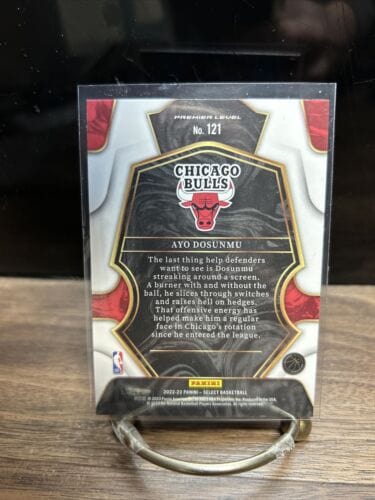 PREMIER LEVEL
No. 121
CHICAGO
BULLS
AYO DOSUNMU
The last thing help defenders
want to see is Dosunmu
streaking around a screen.
A burner with and without the
ball, he slices through switches
and raises hell on hedges.
That offensive energy has
helped make him a regular
face in Chicago's rotation
since he entered the league.
NBA
PANINI
2022-23 PANINI – SELECT BASKETBALL